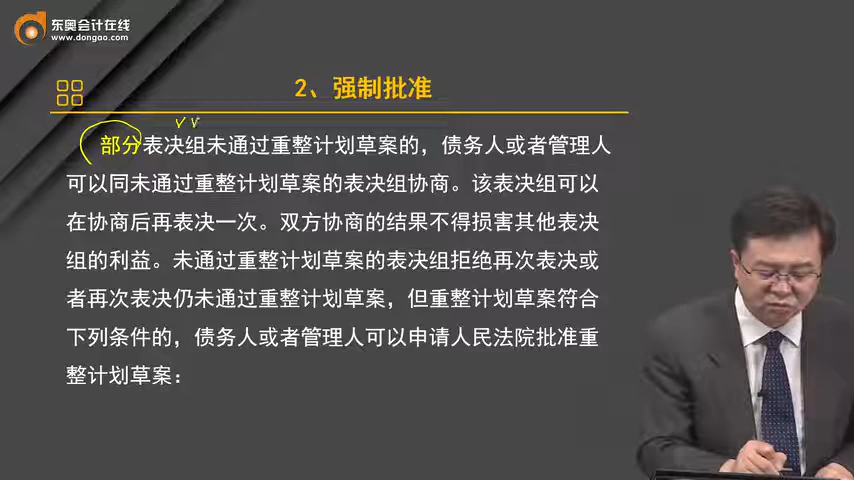 东奥会计在线
www.dongao.com
2、强制批准
部分表决组未通过重整计划草案的，债务人或者管理人
可以同未通过重整计划草案的表决组协商。该表决组可以
在协商后再表决一次。双方协商的结果不得损害其他表决
组的利益。未通过重整计划草案的表决组拒绝再次表决或
者再次表决仍未通过重整计划草案，但重整计划草案符合
下列条件的，债务人或者管理人可以申请人民法院批准重
整计划草案：